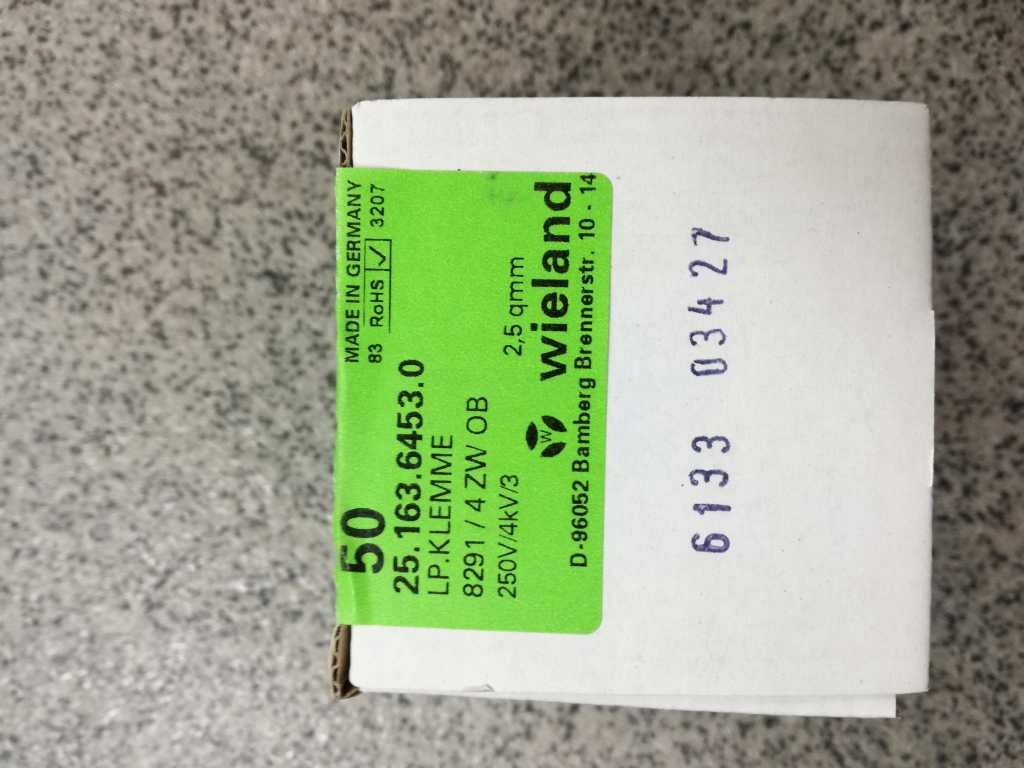 50
MADE IN GERMANY
83 RoHS ✓ 3207
25.163.6453.0
LP.KLEMME
8291 / 4 ZW OB
250V/4kV/3
2,5 qmm
W
wieland
D-96052 Bamberg Brennerstr. 10 - 14
6133 03427